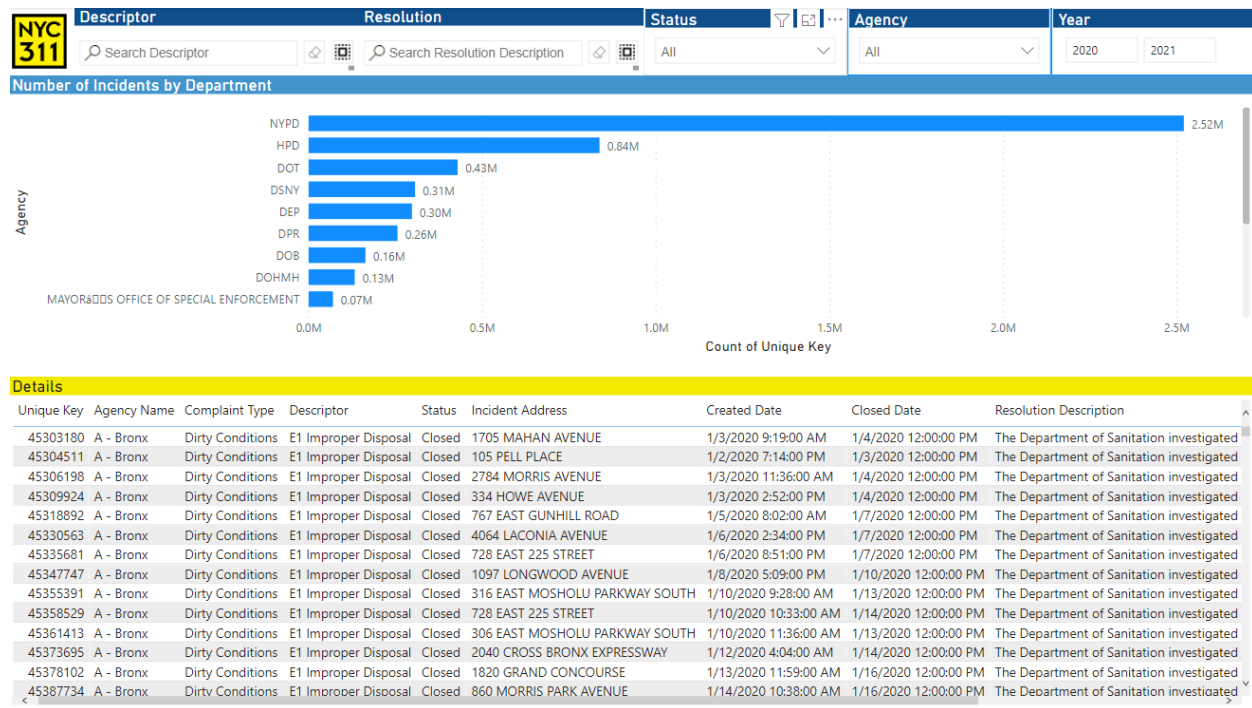 NYC
311
Descriptor
Resolution
Status
Agency
Year
Search Descriptor
Search Resolution Description
All
All
2020
2021
Number of Incidents by Department
Agency
NYPD 2.52M
HPD 0.84M
DOT 0.43M
DSNY 0.31M
DEP 0.30M
DPR 0.26M
DOB 0.16M
DOHMH 0.13M
MAYORâ□□S OFFICE OF SPECIAL ENFORCEMENT 0.07M
0.0M 0.5M 1.0M 1.5M 2.0M 2.5M
Count of Unique Key
Details
Unique Key Agency Name Complaint Type Descriptor Status Incident Address Created Date Closed Date Resolution Description
45303180 A - Bronx Dirty Conditions E1 Improper Disposal Closed 1705 MAHAN AVENUE 1/3/2020 9:19:00 AM 1/4/2020 12:00:00 PM The Department of Sanitation investigated
45304511 A - Bronx Dirty Conditions E1 Improper Disposal Closed 105 PELL PLACE 1/2/2020 7:14:00 PM 1/3/2020 12:00:00 PM The Department of Sanitation investigated
45306198 A - Bronx Dirty Conditions E1 Improper Disposal Closed 2784 MORRIS AVENUE 1/3/2020 11:36:00 AM 1/4/2020 12:00:00 PM The Department of Sanitation investigated
45309924 A - Bronx Dirty Conditions E1 Improper Disposal Closed 334 HOWE AVENUE 1/3/2020 2:52:00 PM 1/4/2020 12:00:00 PM The Department of Sanitation investigated
45318892 A - Bronx Dirty Conditions E1 Improper Disposal Closed 767 EAST GUNHILL ROAD 1/5/2020 8:02:00 AM 1/7/2020 12:00:00 PM The Department of Sanitation investigated
45330563 A - Bronx Dirty Conditions E1 Improper Disposal Closed 4064 LACONIA AVENUE 1/6/2020 2:34:00 PM 1/7/2020 12:00:00 PM The Department of Sanitation investigated
45335681 A - Bronx Dirty Conditions E1 Improper Disposal Closed 728 EAST 225 STREET 1/6/2020 8:51:00 PM 1/7/2020 12:00:00 PM The Department of Sanitation investigated
45347747 A - Bronx Dirty Conditions E1 Improper Disposal Closed 1097 LONGWOOD AVENUE 1/8/2020 5:09:00 PM 1/10/2020 12:00:00 PM The Department of Sanitation investigated
45355391 A - Bronx Dirty Conditions E1 Improper Disposal Closed 316 EAST MOSHOLU PARKWAY SOUTH 1/10/2020 9:28:00 AM 1/13/2020 12:00:00 PM The Department of Sanitation investigated
45358529 A - Bronx Dirty Conditions E1 Improper Disposal Closed 728 EAST 225 STREET 1/10/2020 10:33:00 AM 1/14/2020 12:00:00 PM The Department of Sanitation investigated
45361413 A - Bronx Dirty Conditions E1 Improper Disposal Closed 306 EAST MOSHOLU PARKWAY SOUTH 1/10/2020 11:36:00 AM 1/13/2020 12:00:00 PM The Department of Sanitation investigated
45373695 A - Bronx Dirty Conditions E1 Improper Disposal Closed 2040 CROSS BRONX EXPRESSWAY 1/12/2020 4:04:00 AM 1/14/2020 12:00:00 PM The Department of Sanitation investigated
45378102 A - Bronx Dirty Conditions E1 Improper Disposal Closed 1820 GRAND CONCOURSE 1/13/2020 11:59:00 AM 1/16/2020 12:00:00 PM The Department of Sanitation investigated
45387734 A - Bronx Dirty Conditions E1 Improper Disposal Closed 860 MORRIS PARK AVENUE 1/14/2020 10:38:00 AM 1/16/2020 12:00:00 PM The Department of Sanitation investigated